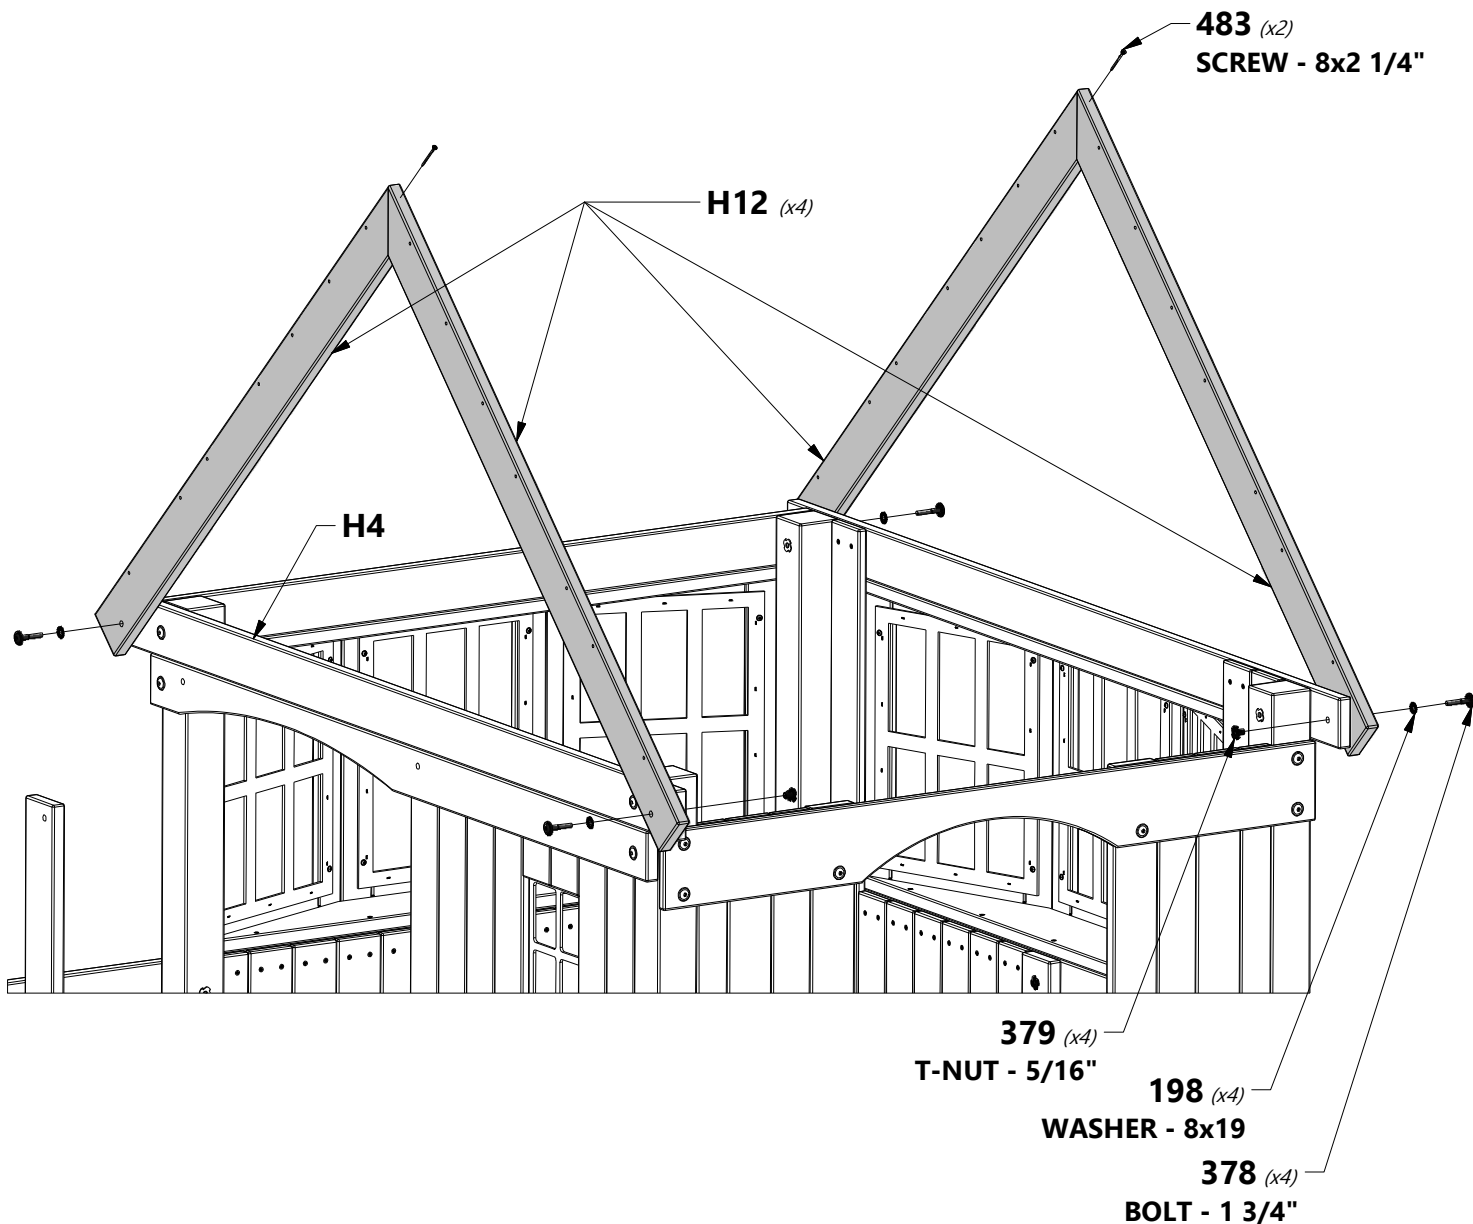 483 (x2)
SCREW - 8x2 1/4"
H12 (x4)
H4
379 (x4)
T-NUT - 5/16"
198 (x4)
WASHER - 8x19
378 (x4)
BOLT - 1 3/4"